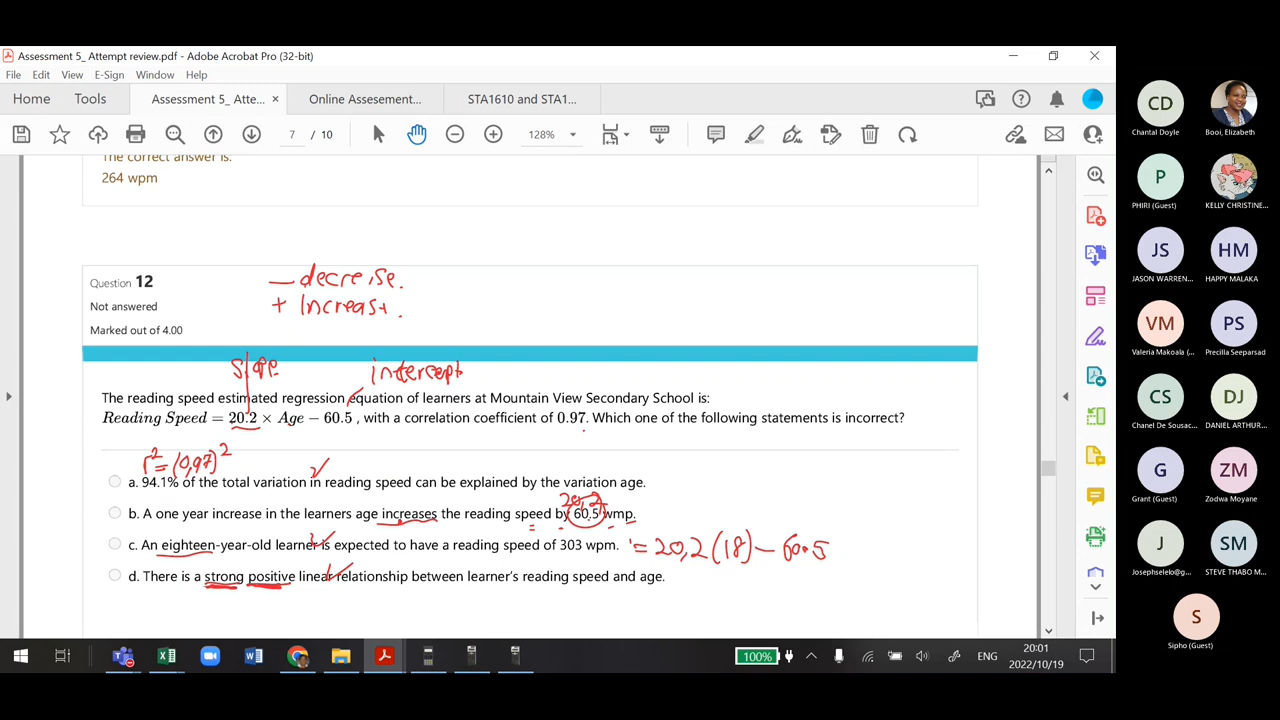 Assessment 5_ Attempt review.pdf - Adobe Acrobat Pro (32-bit)
File Edit View E-Sign Window Help
Home Tools Assessment 5_ Atte... × Online Assesement... STA1610 and STA1...
7 / 10 128%
The correct answer is:
264 wpm
Question 12
Not answered
Marked out of 4.00
— decreise.
+ Increast.
slope intercept
The reading speed estimated regression equation of learners at Mountain View Secondary School is:
Reading Speed = 20.2 × Age − 60.5 , with a correlation coefficient of 0.97. Which one of the following statements is incorrect?
r² = (0,97)²
a. 94.1% of the total variation in reading speed can be explained by the variation age.
20,2
b. A one year increase in the learners age increases the reading speed by 60.5 wmp.
c. An eighteen-year-old learner is expected to have a reading speed of 303 wpm. = 20,2 (18) — 60.5
d. There is a strong positive linear relationship between learner's reading speed and age.
CD
Chantal Doyle
Booi, Elizabeth
P
PHIRI (Guest)
KELLY CHRISTINE...
JS
JASON WARREN...
HM
HAPPY MALAKA
VM
Valeria Makoala (...
PS
Precilla Seeparsad
CS
Chanel De Sousac...
DJ
DANIEL ARTHUR...
G
Grant (Guest)
ZM
Zodwa Moyane
J
Josephselelo@g...
SM
STEVE THABO M...
S
Sipho (Guest)
100% ENG 20:01
2022/10/19